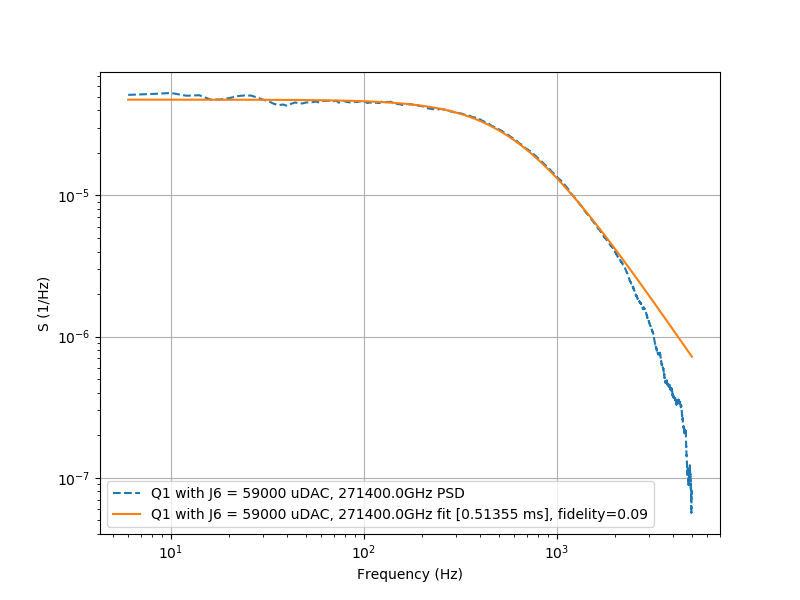 S (1/Hz)
10⁻⁵
10⁻⁶
10⁻⁷
Q1 with J6 = 59000 uDAC, 271400.0GHz PSD
Q1 with J6 = 59000 uDAC, 271400.0GHz fit [0.51355 ms], fidelity=0.09
10¹ 10² 10³
Frequency (Hz)